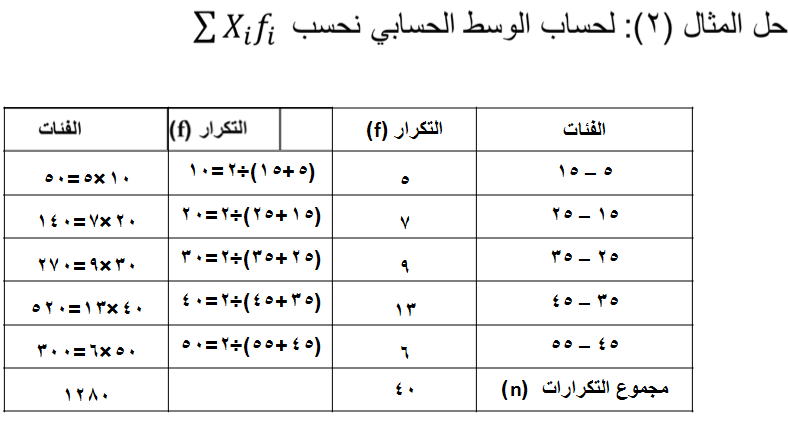 حل المثال (٢): لحساب الوسط الحسابي نحسب ∑ Xᵢfᵢ
الفئات التكرار (f) التكرار (f) الفئات
٥ – ١٥ ٥ (٥+١٥)÷٢=١٠ ١٠×٥=٥٠
١٥ – ٢٥ ٧ (١٥+٢٥)÷٢=٢٠ ٢٠×٧=١٤٠
٢٥ – ٣٥ ٩ (٢٥+٣٥)÷٢=٣٠ ٣٠×٩=٢٧٠
٣٥ – ٤٥ ١٣ (٣٥+٤٥)÷٢=٤٠ ٤٠×١٣=٥٢٠
٤٥ – ٥٥ ٦ (٤٥+٥٥)÷٢=٥٠ ٥٠×٦=٣٠٠
مجموع التكرارات (n) ٤٠ ١٢٨٠